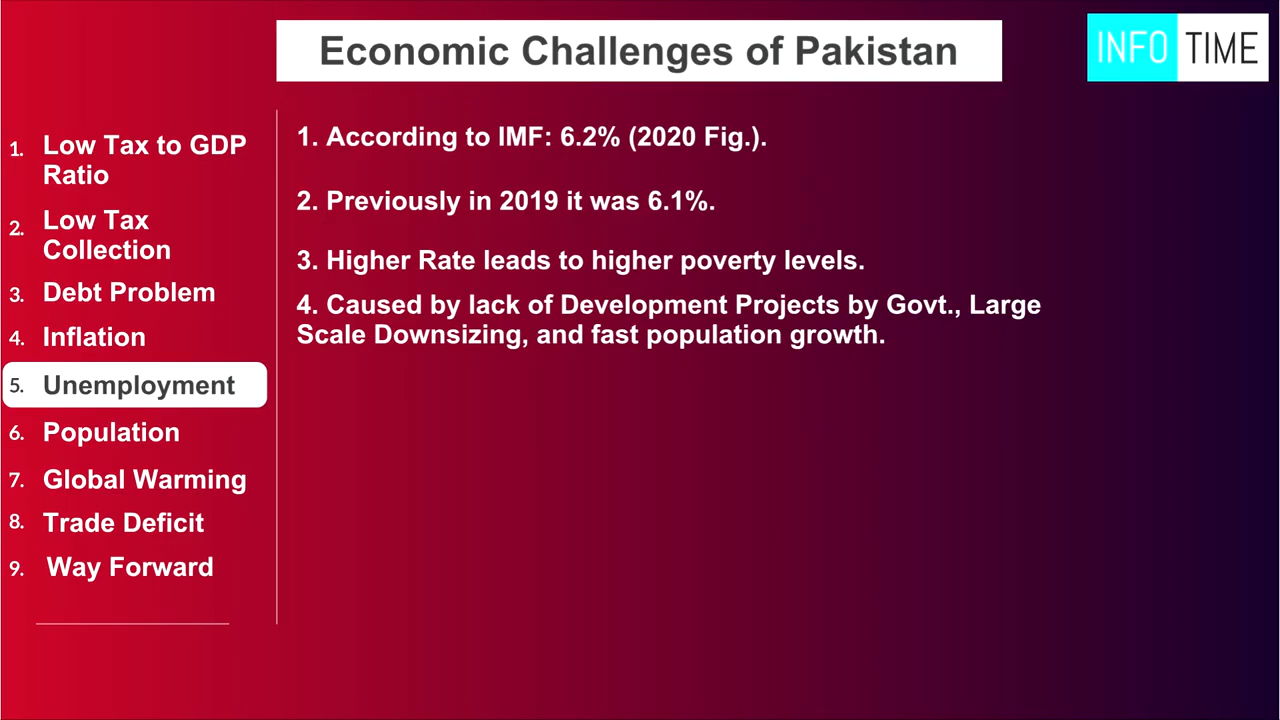 Economic Challenges of Pakistan
INFO TIME
1. Low Tax to GDP
Ratio
2. Low Tax
Collection
3. Debt Problem
4. Inflation
5. Unemployment
6. Population
7. Global Warming
8. Trade Deficit
9. Way Forward
1. According to IMF: 6.2% (2020 Fig.).
2. Previously in 2019 it was 6.1%.
3. Higher Rate leads to higher poverty levels.
4. Caused by lack of Development Projects by Govt., Large
Scale Downsizing, and fast population growth.